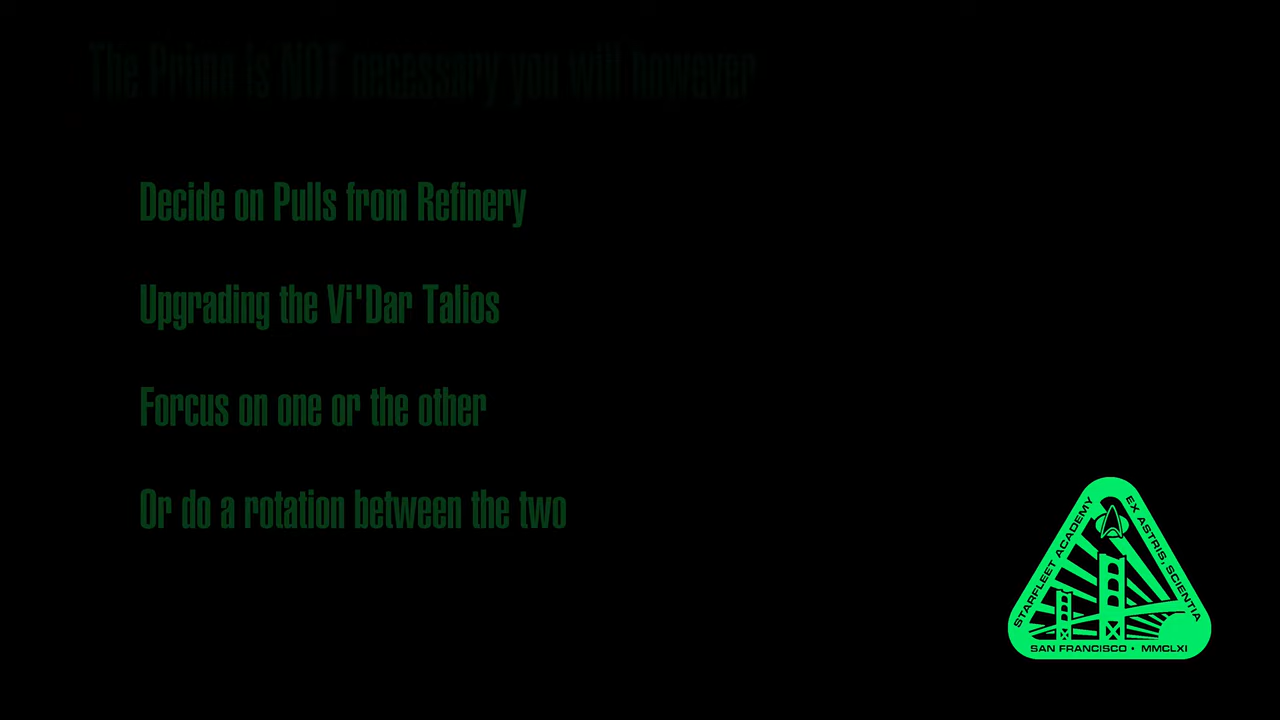 The Prime is NOT necessary you will however
Decide on Pulls from Refinery
Upgrading the Vi'Dar Talios
Forcus on one or the other
Or do a rotation between the two
STARFLEET ACADEMY
EX ASTRIS, SCIENTIA
SAN FRANCISCO • MMCLXI